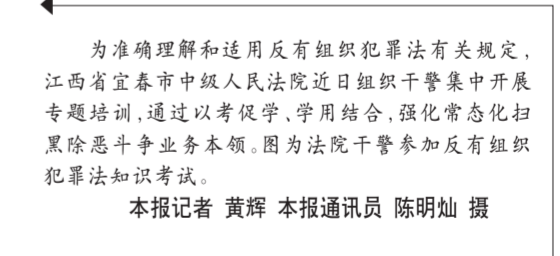 为准确理解和适用反有组织犯罪法有关规定，
江西省宜春市中级人民法院近日组织干警集中开展
专题培训，通过以考促学、学用结合，强化常态化扫
黑除恶斗争业务本领。图为法院干警参加反有组织
犯罪法知识考试。
本报记者 黄辉 本报通讯员 陈明灿 摄